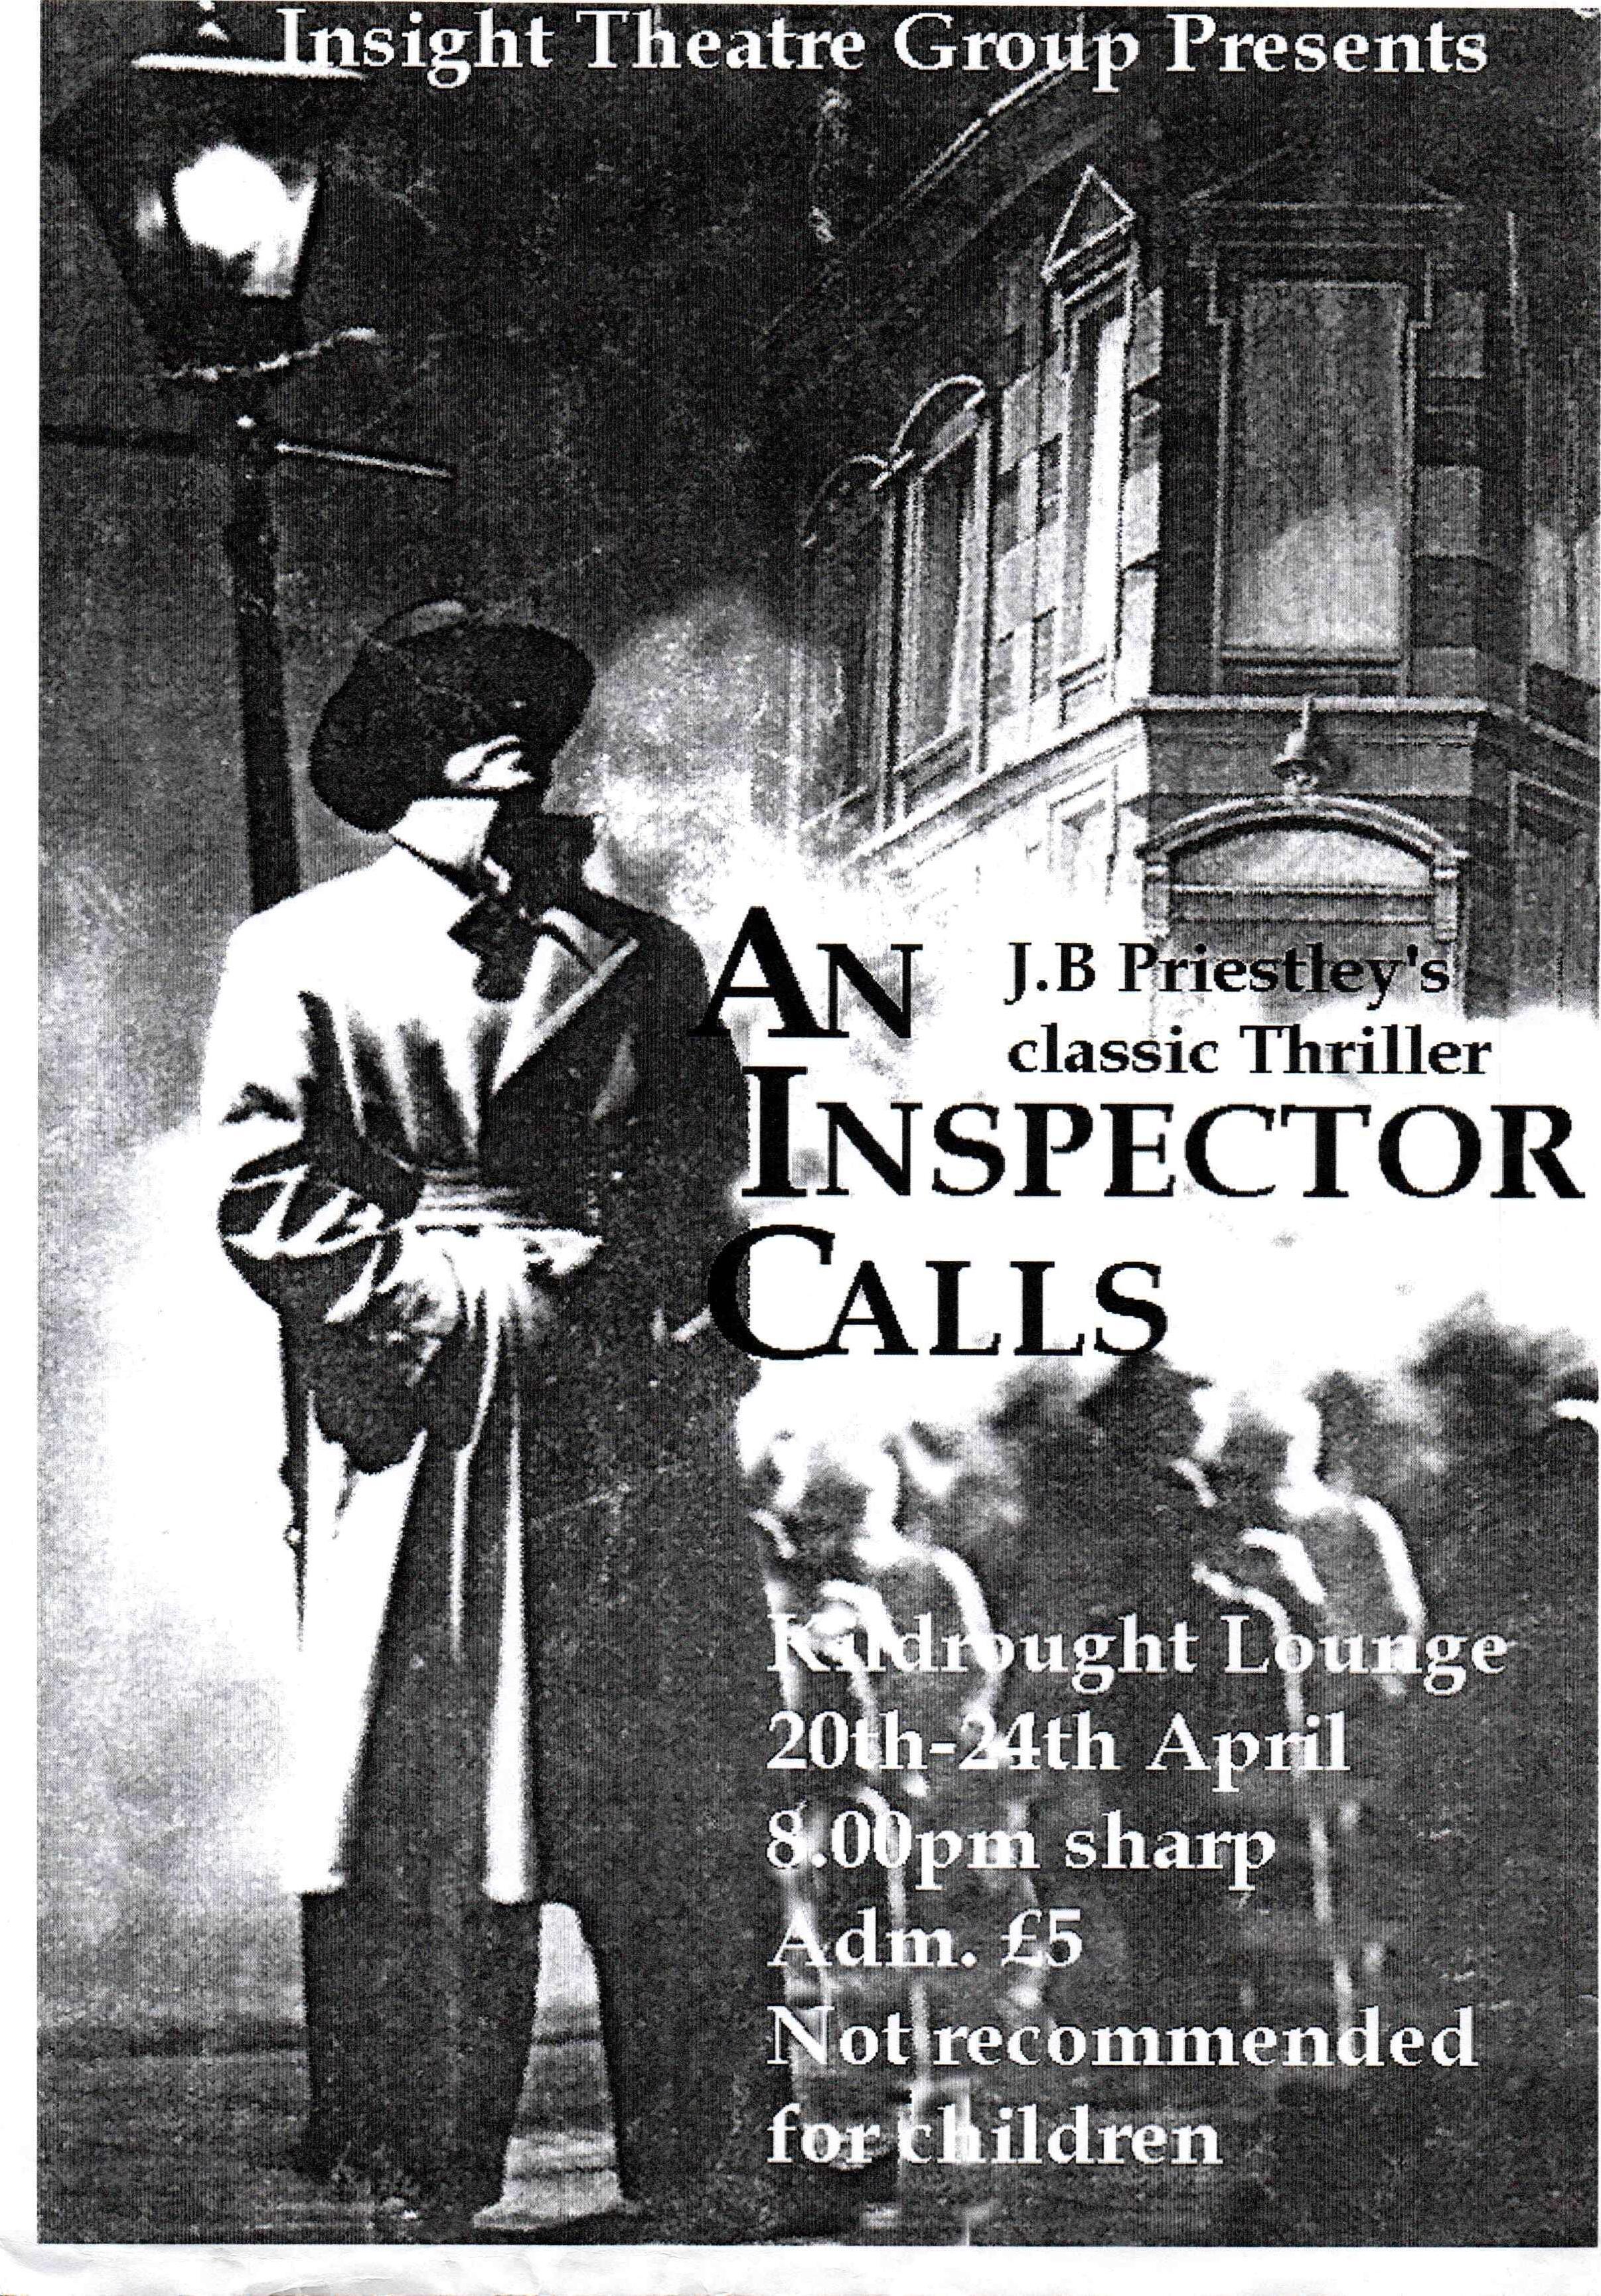 Insight Theatre Group Presents
AN
J.B Priestley's
classic Thriller
INSPECTOR
CALLS
Kildrought Lounge
20th-24th April
8.00pm sharp
Adm. £5
Not recommended
for children